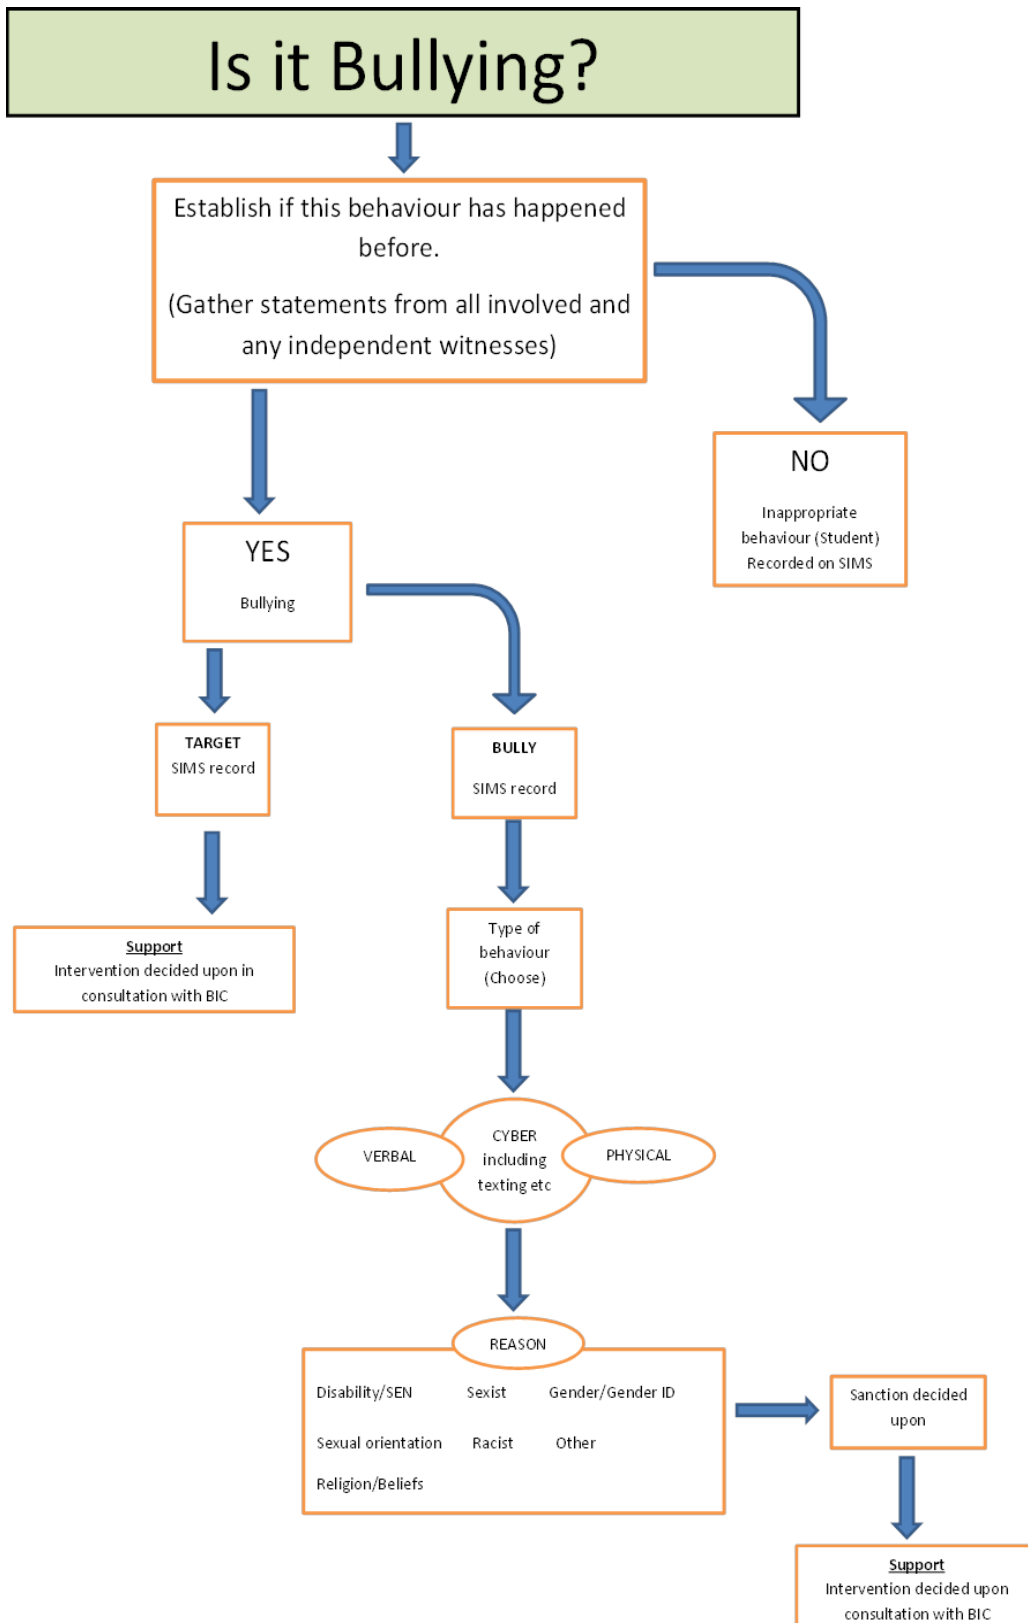 Is it Bullying?
Establish if this behaviour has happened
before.
(Gather statements from all involved and
any independent witnesses)
NO
Inappropriate
behaviour (Student)
Recorded on SIMS
YES
Bullying
TARGET
SIMS record
BULLY
SIMS record
Support
Intervention decided upon in
consultation with BIC
Type of
behaviour
(Choose)
VERBAL
CYBER
including
texting etc
PHYSICAL
REASON
Disability/SEN Sexist Gender/Gender ID
Sexual orientation Racist Other
Religion/Beliefs
Sanction decided
upon
Support
Intervention decided upon
consultation with BIC